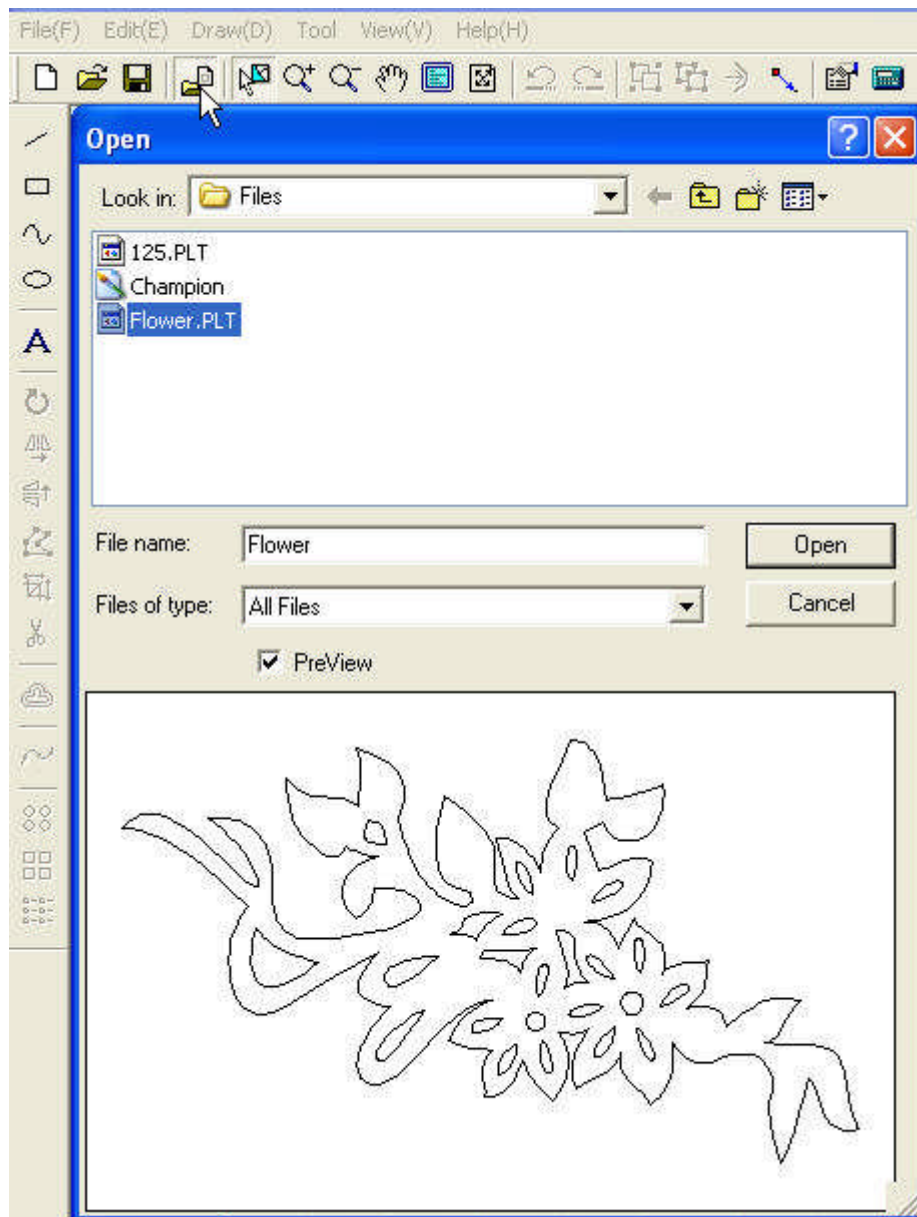 File(F) Edit(E) Draw(D) Tool View(V) Help(H)
Open
Look in: Files
125.PLT
Champion
Flower.PLT
File name: Flower Open
Files of type: All Files Cancel
PreView
A